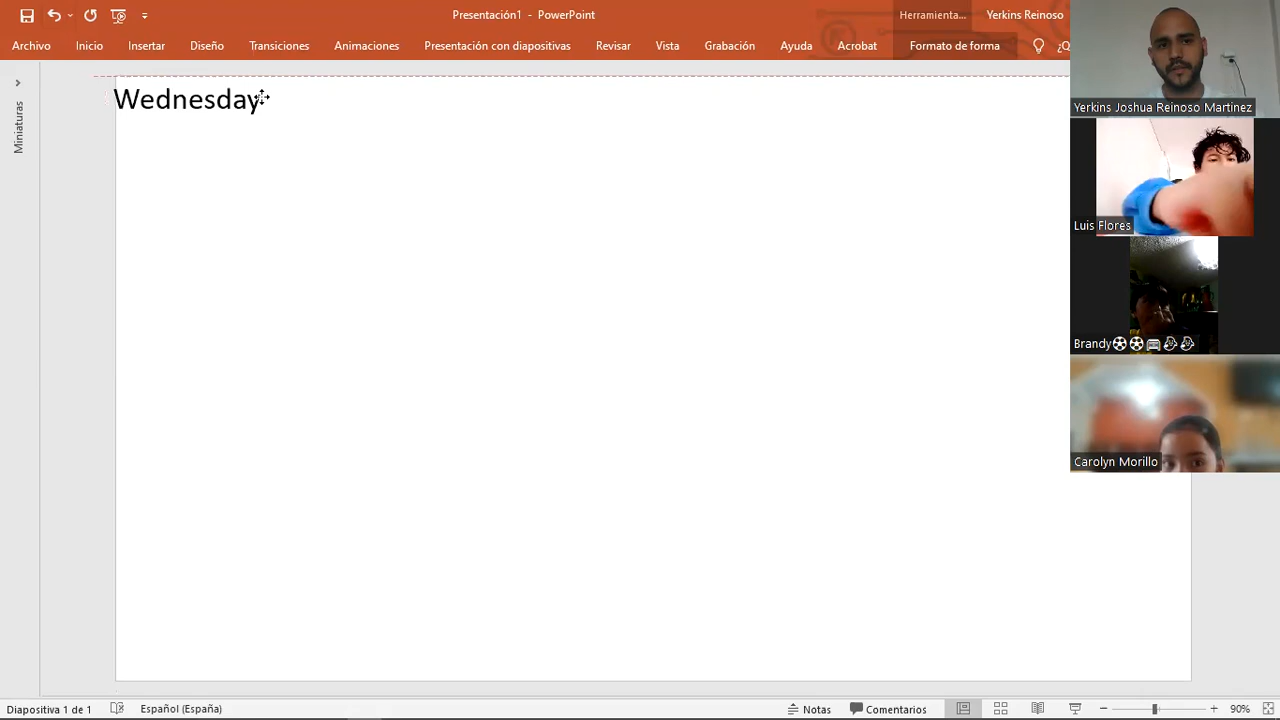 Presentación1 - PowerPoint
Herramienta...
Yerkins Reinoso
Archivo
Inicio
Insertar
Diseño
Transiciones
Animaciones
Presentación con diapositivas
Revisar
Vista
Grabación
Ayuda
Acrobat
Formato de forma
Miniaturas
Wednesday
Yerkins Joshua Reinoso Martínez
Luis Flores
Brandy
Carolyn Morillo
Diapositiva 1 de 1
Español (España)
Notas
Comentarios
90%